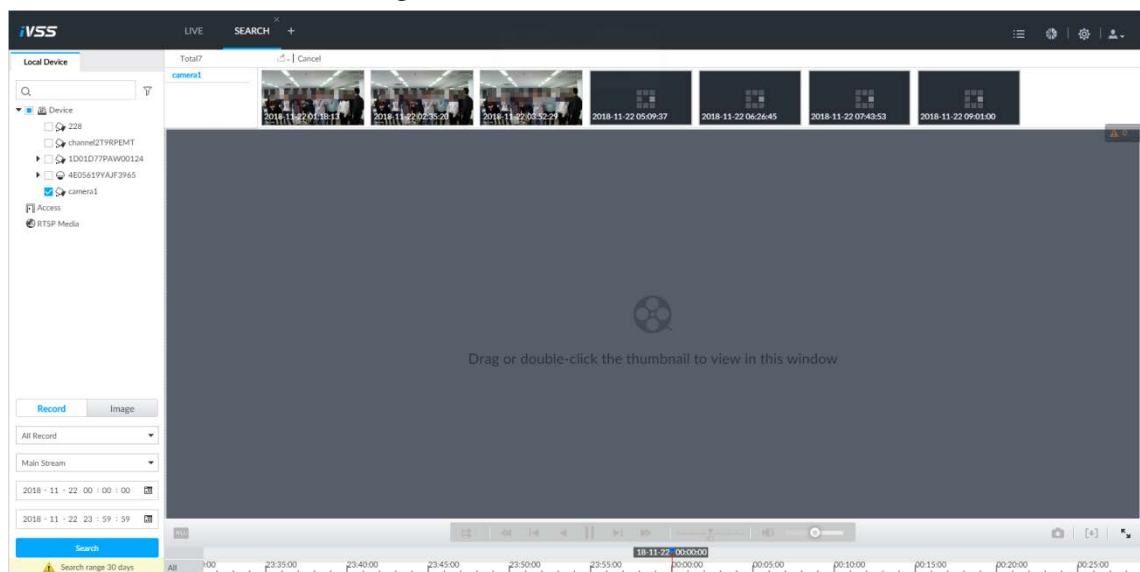 iVSS
LIVE SEARCH × +
Local Device
Total7 Cancel
camera1
2018-11-22 01:18:13 2018-11-22 02:35:20 2018-11-22 03:52:29 2018-11-22 05:09:37 2018-11-22 06:26:45 2018-11-22 07:43:53 2018-11-22 09:01:00
0
Device
228
channel2T9RPEMT
1D01D77PAW00124
4E05619YAJF3965
camera1
Access
RTSP Media
Drag or double-click the thumbnail to view in this window
Record Image
All Record
Main Stream
2018 - 11 - 22 00 : 00 : 00
2018 - 11 - 22 23 : 59 : 59
Search
Search range 30 days
18-11-22 00:00:00
All :00 23:35:00 23:40:00 23:45:00 23:50:00 23:55:00 00:00:00 00:05:00 00:10:00 00:15:00 00:20:00 00:25:00